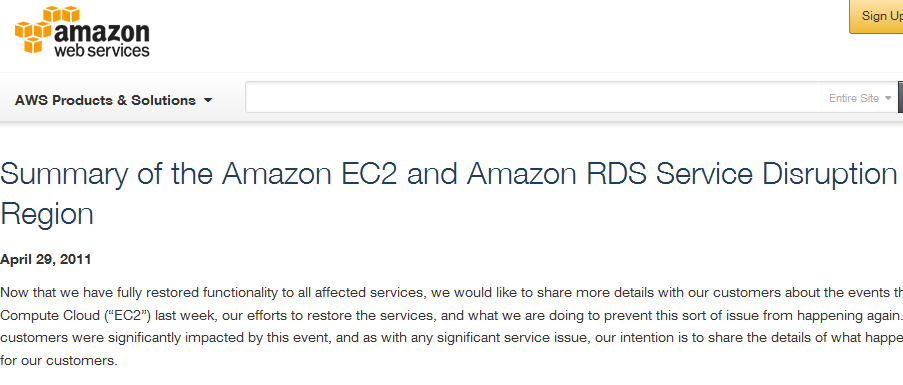 amazon
web services
Sign Up
AWS Products & Solutions
Entire Site
Summary of the Amazon EC2 and Amazon RDS Service Disruption
Region
April 29, 2011
Now that we have fully restored functionality to all affected services, we would like to share more details with our customers about the events th
Compute Cloud (“EC2”) last week, our efforts to restore the services, and what we are doing to prevent this sort of issue from happening again.
customers were significantly impacted by this event, and as with any significant service issue, our intention is to share the details of what happe
for our customers.